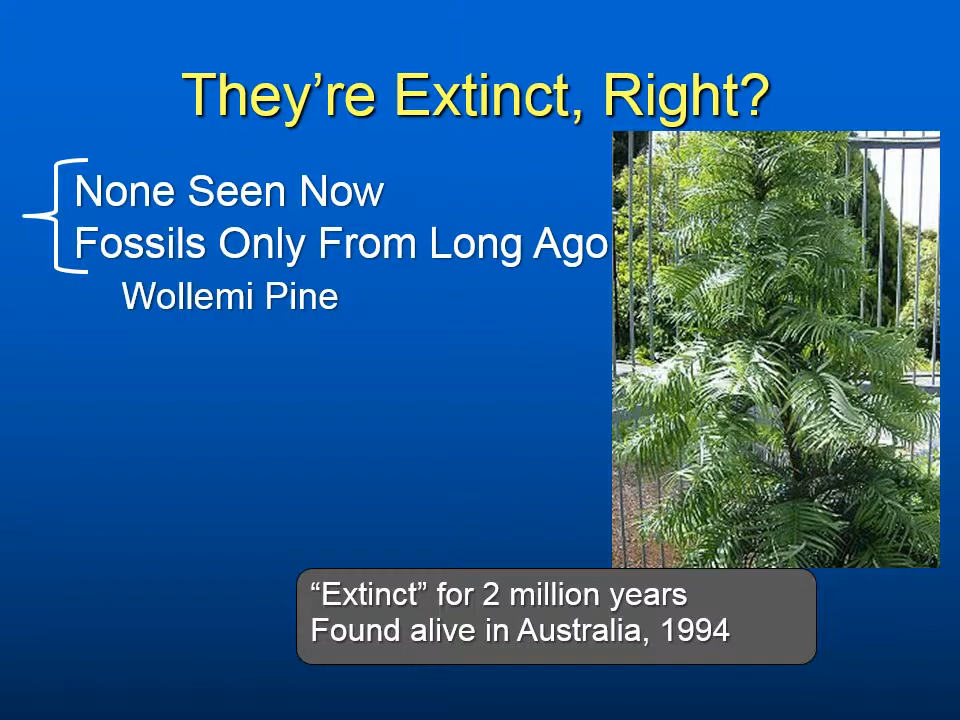 They’re Extinct, Right?
None Seen Now
Fossils Only From Long Ago
Wollemi Pine
“Extinct” for 2 million years
Found alive in Australia, 1994